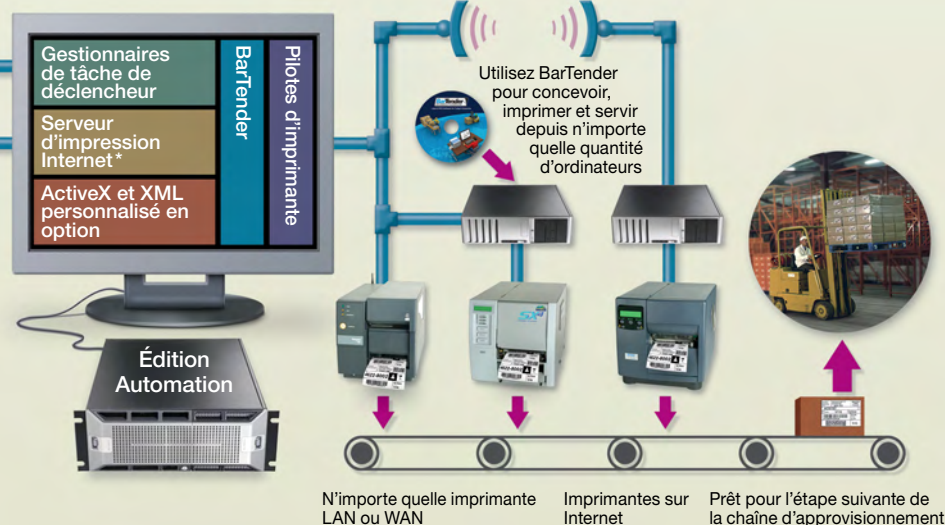 Gestionnaires
de tâche de
déclencheur
Serveur
d'impression
Internet*
ActiveX et XML
personnalisé en
option
BarTender
Pilotes d'imprimante
Utilisez BarTender
pour concevoir,
imprimer et servir
depuis n'importe
quelle quantité
d'ordinateurs
BarTender
Édition
Automation
N'importe quelle imprimante
LAN ou WAN
Imprimantes sur
Internet
Prêt pour l'étape suivante de
la chaîne d'approvisionnement